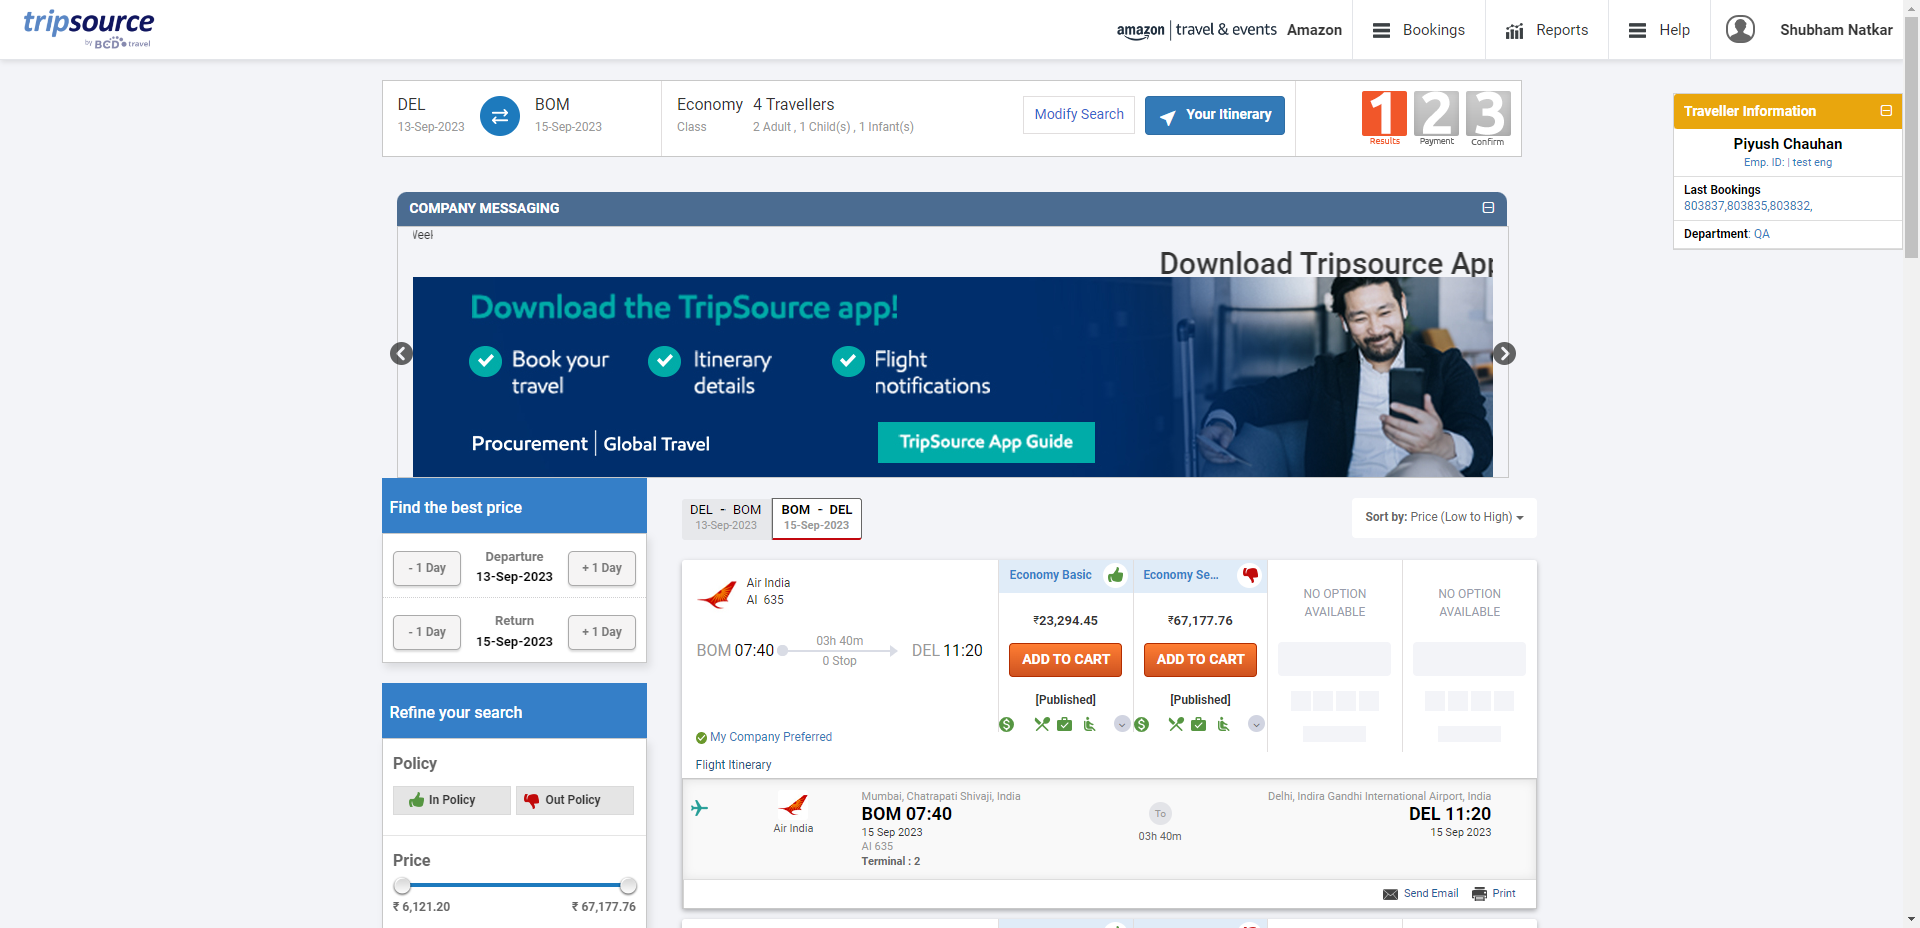 tripsource
by BCD travel
amazon | travel & events Amazon
Bookings
Reports
Help
Shubham Natkar
DEL
13-Sep-2023
BOM
15-Sep-2023
Economy
Class
4 Travellers
2 Adult , 1 Child(s) , 1 Infant(s)
Modify Search
Your Itinerary
1 2 3
Results Payment Confirm
Traveller Information
Piyush Chauhan
Emp. ID: | test eng
Last Bookings
803837,803835,803832,
Department: QA
COMPANY MESSAGING
Week
Download Tripsource App
Download the TripSource app!
Book your
travel
Itinerary
details
Flight
notifications
Procurement | Global Travel
TripSource App Guide
Find the best price
- 1 Day
Departure
13-Sep-2023
+ 1 Day
- 1 Day
Return
15-Sep-2023
+ 1 Day
Refine your search
Policy
In Policy
Out Policy
Price
₹ 6,121.20
₹ 67,177.76
DEL - BOM
13-Sep-2023
BOM - DEL
15-Sep-2023
Sort by: Price (Low to High)
Air India
AI 635
BOM 07:40
03h 40m
0 Stop
DEL 11:20
My Company Preferred
Economy Basic
₹23,294.45
ADD TO CART
[Published]
Economy Se...
₹67,177.76
ADD TO CART
[Published]
NO OPTION
AVAILABLE
NO OPTION
AVAILABLE
Flight Itinerary
Air India
Mumbai, Chatrapati Shivaji, India
BOM 07:40
15 Sep 2023
AI 635
Terminal : 2
To
03h 40m
Delhi, Indira Gandhi International Airport, India
DEL 11:20
15 Sep 2023
Send Email
Print